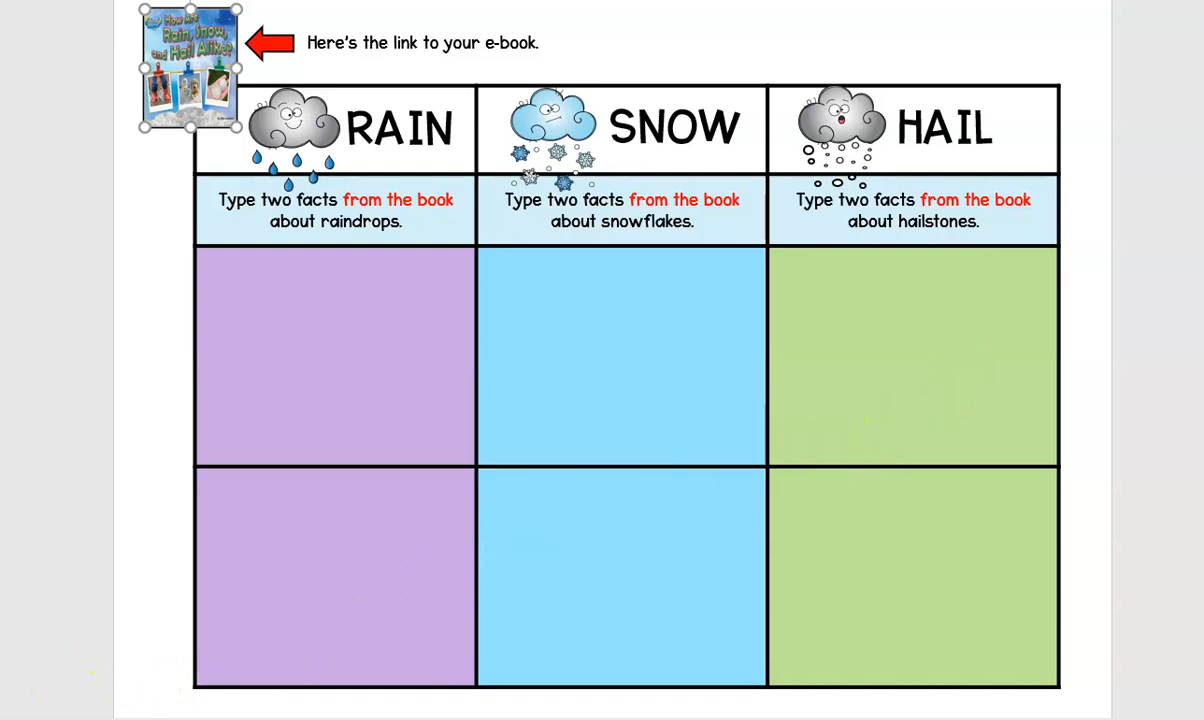 How Are
Rain, Snow,
and Hail Alike?
Here's the link to your e-book.
RAIN
SNOW
HAIL
Type two facts from the book
about raindrops.
Type two facts from the book
about snowflakes.
Type two facts from the book
about hailstones.